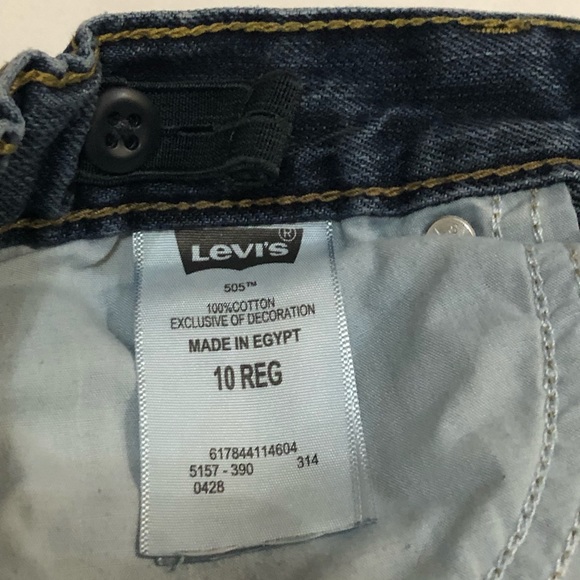 LEVI'S®
505™
100%COTTON
EXCLUSIVE OF DECORATION
MADE IN EGYPT
10 REG
617844114604
5157 - 390 314
0428